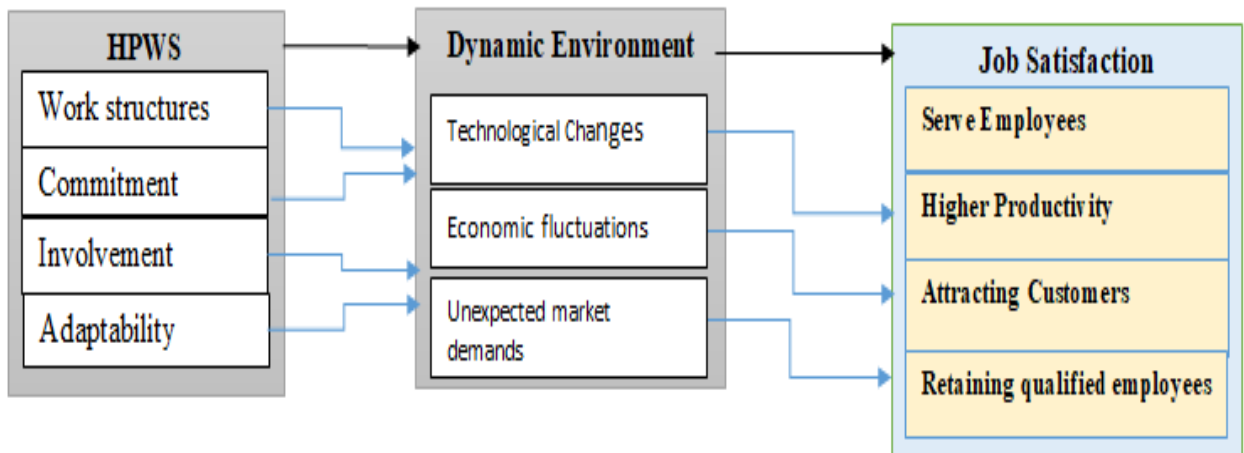 HPWS
Work structures
Commitment
Involvement
Adaptability
Dynamic Environment
Technological Changes
Economic fluctuations
Unexpected market
demands
Job Satisfaction
Serve Employees
Higher Productivity
Attracting Customers
Retaining qualified employees